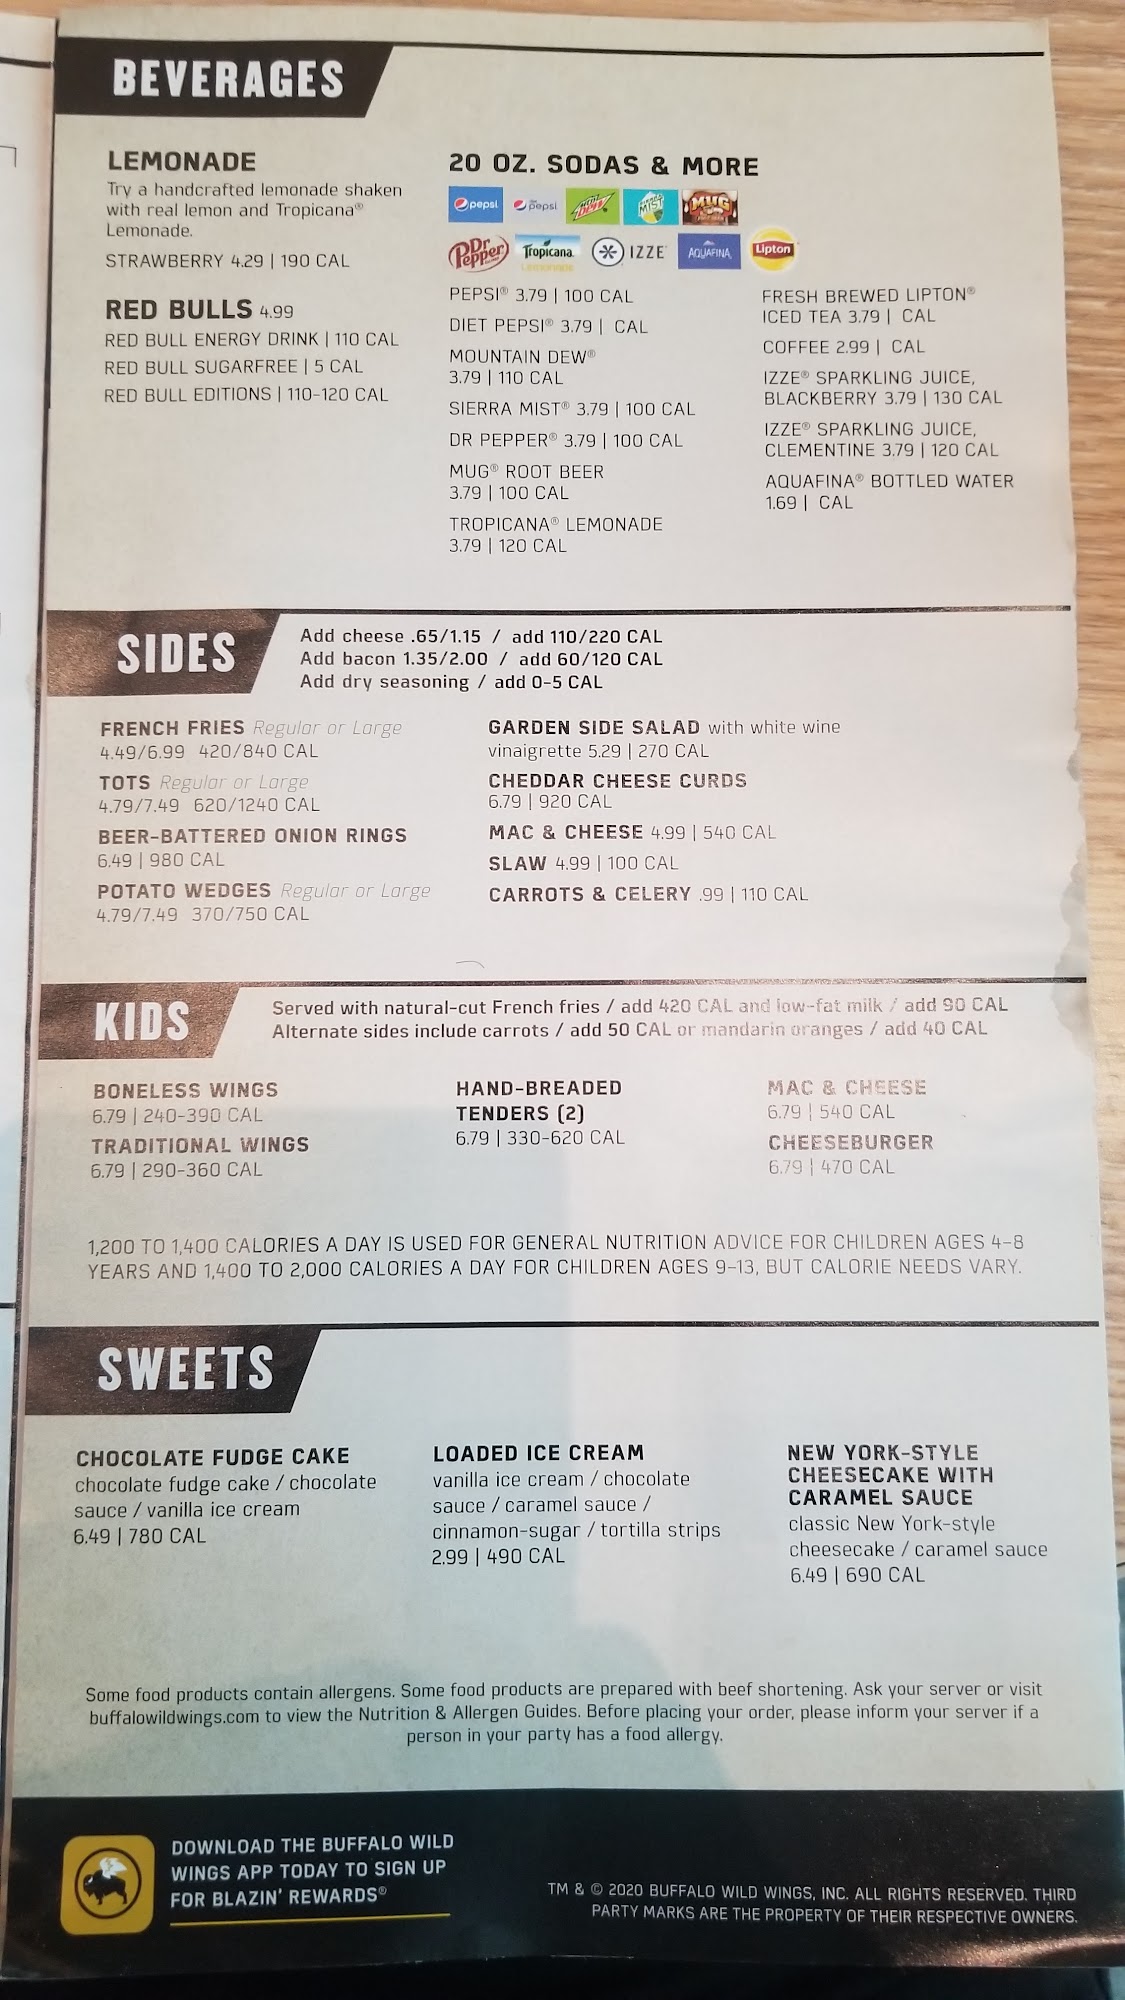 BEVERAGES
LEMONADE
Try a handcrafted lemonade shaken
with real lemon and Tropicana®
Lemonade.
STRAWBERRY 4.29 | 190 CAL
RED BULLS 4.99
RED BULL ENERGY DRINK | 110 CAL
RED BULL SUGARFREE | 5 CAL
RED BULL EDITIONS | 110-120 CAL
20 OZ. SODAS & MORE
pepsi pepsi MIST MUG
Dr Pepper Tropicana Lemonade IZZE AQUAFINA Lipton
PEPSI® 3.79 | 100 CAL
DIET PEPSI® 3.79 | CAL
MOUNTAIN DEW®
3.79 | 110 CAL
SIERRA MIST® 3.79 | 100 CAL
DR PEPPER® 3.79 | 100 CAL
MUG® ROOT BEER
3.79 | 100 CAL
TROPICANA® LEMONADE
3.79 | 120 CAL
FRESH BREWED LIPTON®
ICED TEA 3.79 | CAL
COFFEE 2.99 | CAL
IZZE® SPARKLING JUICE,
BLACKBERRY 3.79 | 130 CAL
IZZE® SPARKLING JUICE,
CLEMENTINE 3.79 | 120 CAL
AQUAFINA® BOTTLED WATER
1.69 | CAL
SIDES
Add cheese .65/1.15 / add 110/220 CAL
Add bacon 1.35/2.00 / add 60/120 CAL
Add dry seasoning / add 0-5 CAL
FRENCH FRIES Regular or Large
4.49/6.99 420/840 CAL
TOTS Regular or Large
4.79/7.49 620/1240 CAL
BEER-BATTERED ONION RINGS
6.49 | 980 CAL
POTATO WEDGES Regular or Large
4.79/7.49 370/750 CAL
GARDEN SIDE SALAD with white wine
vinaigrette 5.29 | 270 CAL
CHEDDAR CHEESE CURDS
6.79 | 920 CAL
MAC & CHEESE 4.99 | 540 CAL
SLAW 4.99 | 100 CAL
CARROTS & CELERY .99 | 110 CAL
KIDS
Served with natural-cut French fries / add 420 CAL and low-fat milk / add 90 CAL
Alternate sides include carrots / add 50 CAL or mandarin oranges / add 40 CAL
BONELESS WINGS
6.79 | 240-390 CAL
TRADITIONAL WINGS
6.79 | 290-360 CAL
HAND-BREADED
TENDERS (2)
6.79 | 330-620 CAL
MAC & CHEESE
6.79 | 540 CAL
CHEESEBURGER
6.79 | 470 CAL
1,200 TO 1,400 CALORIES A DAY IS USED FOR GENERAL NUTRITION ADVICE FOR CHILDREN AGES 4-8
YEARS AND 1,400 TO 2,000 CALORIES A DAY FOR CHILDREN AGES 9-13, BUT CALORIE NEEDS VARY.
SWEETS
CHOCOLATE FUDGE CAKE
chocolate fudge cake / chocolate
sauce / vanilla ice cream
6.49 | 780 CAL
LOADED ICE CREAM
vanilla ice cream / chocolate
sauce / caramel sauce /
cinnamon-sugar / tortilla strips
2.99 | 490 CAL
NEW YORK-STYLE
CHEESECAKE WITH
CARAMEL SAUCE
classic New York-style
cheesecake / caramel sauce
6.49 | 690 CAL
Some food products contain allergens. Some food products are prepared with beef shortening. Ask your server or visit
buffalowildwings.com to view the Nutrition & Allergen Guides. Before placing your order, please inform your server if a
person in your party has a food allergy.
DOWNLOAD THE BUFFALO WILD
WINGS APP TODAY TO SIGN UP
FOR BLAZIN' REWARDS®
TM & © 2020 BUFFALO WILD WINGS, INC. ALL RIGHTS RESERVED. THIRD
PARTY MARKS ARE THE PROPERTY OF THEIR RESPECTIVE OWNERS.